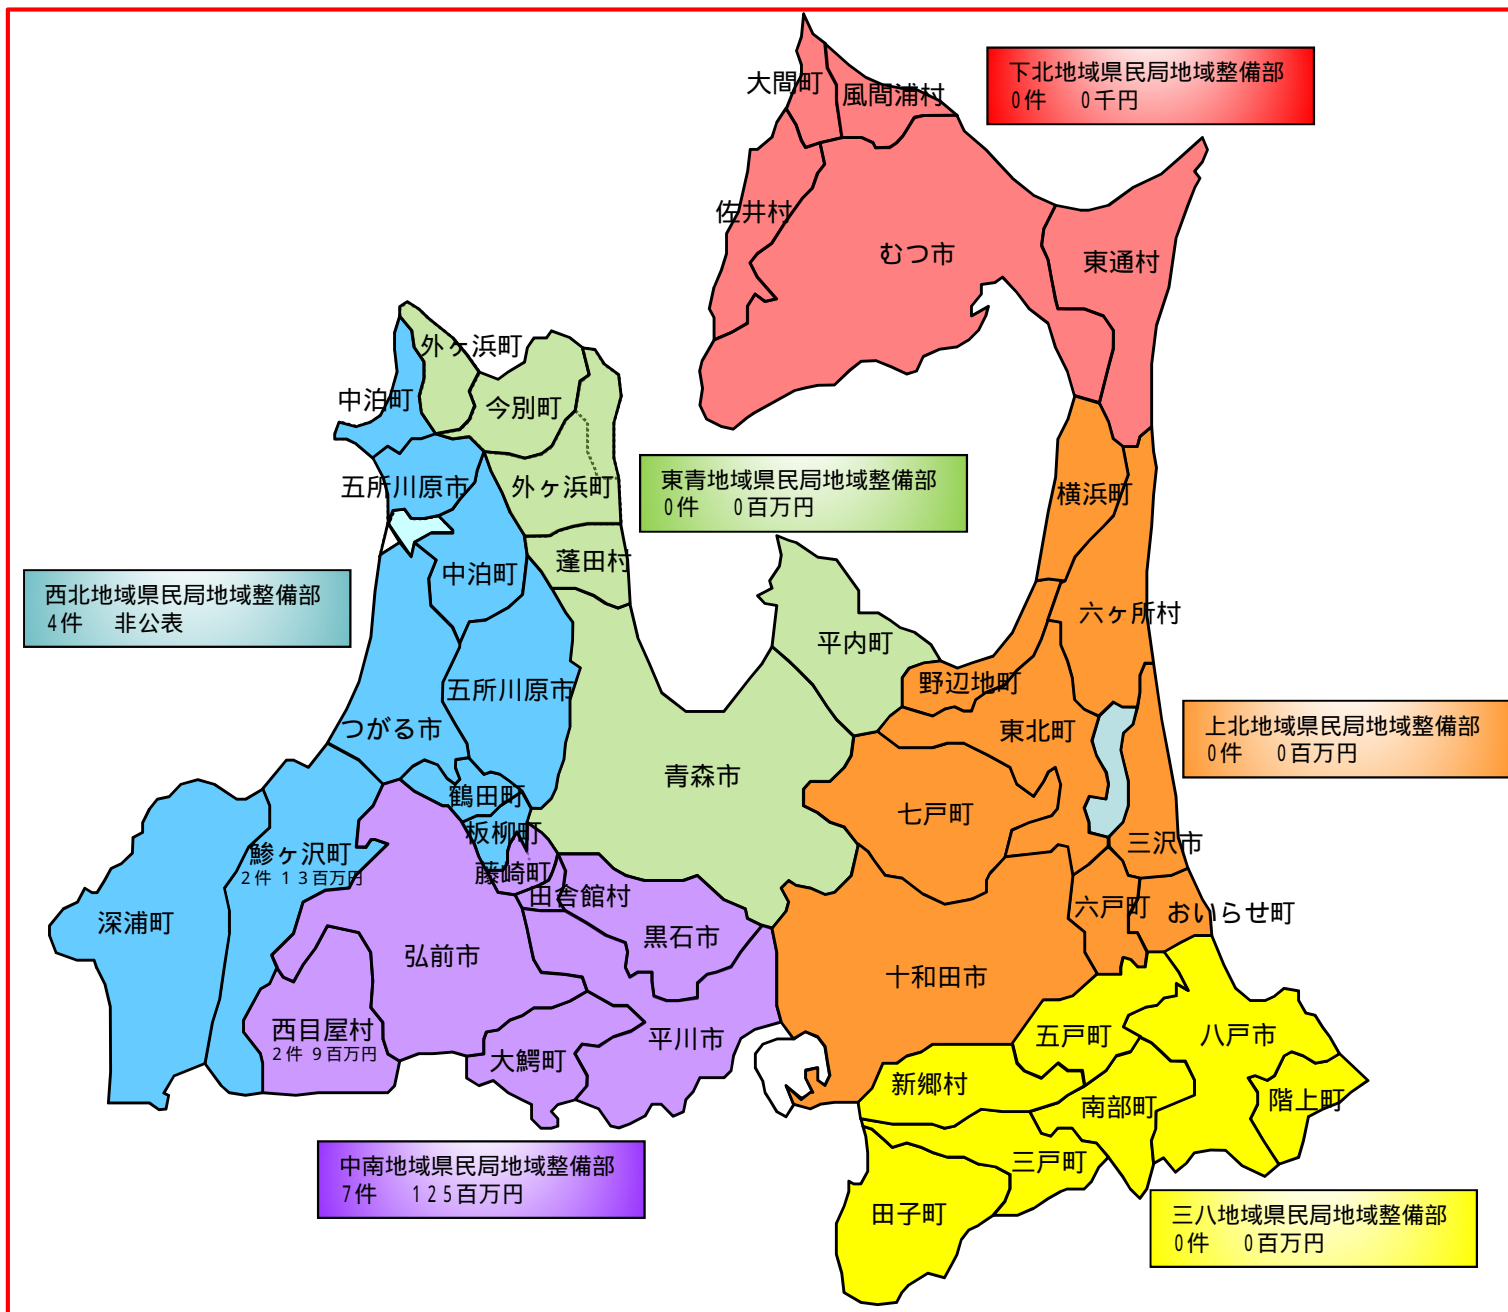 下北地域県民局地域整備部
0件 0千円
大間町
風間浦村
佐井村
むつ市
東通村
外ヶ浜町
中泊町
今別町
五所川原市
外ヶ浜町
東青地域県民局地域整備部
0件 0百万円
横浜町
蓬田村
中泊町
西北地域県民局地域整備部
4件 非公表
六ヶ所村
平内町
五所川原市
野辺地町
つがる市
東北町
上北地域県民局地域整備部
0件 0百万円
青森市
鶴田町
七戸町
板柳町
三沢市
鰺ヶ沢町
2件 13百万円
藤崎町
田舎館村
六戸町
おいらせ町
深浦町
黒石市
弘前市
十和田市
西目屋村
2件 9百万円
平川市
五戸町
八戸市
大鰐町
新郷村
南部町
階上町
中南地域県民局地域整備部
7件 125百万円
三戸町
田子町
三八地域県民局地域整備部
0件 0百万円